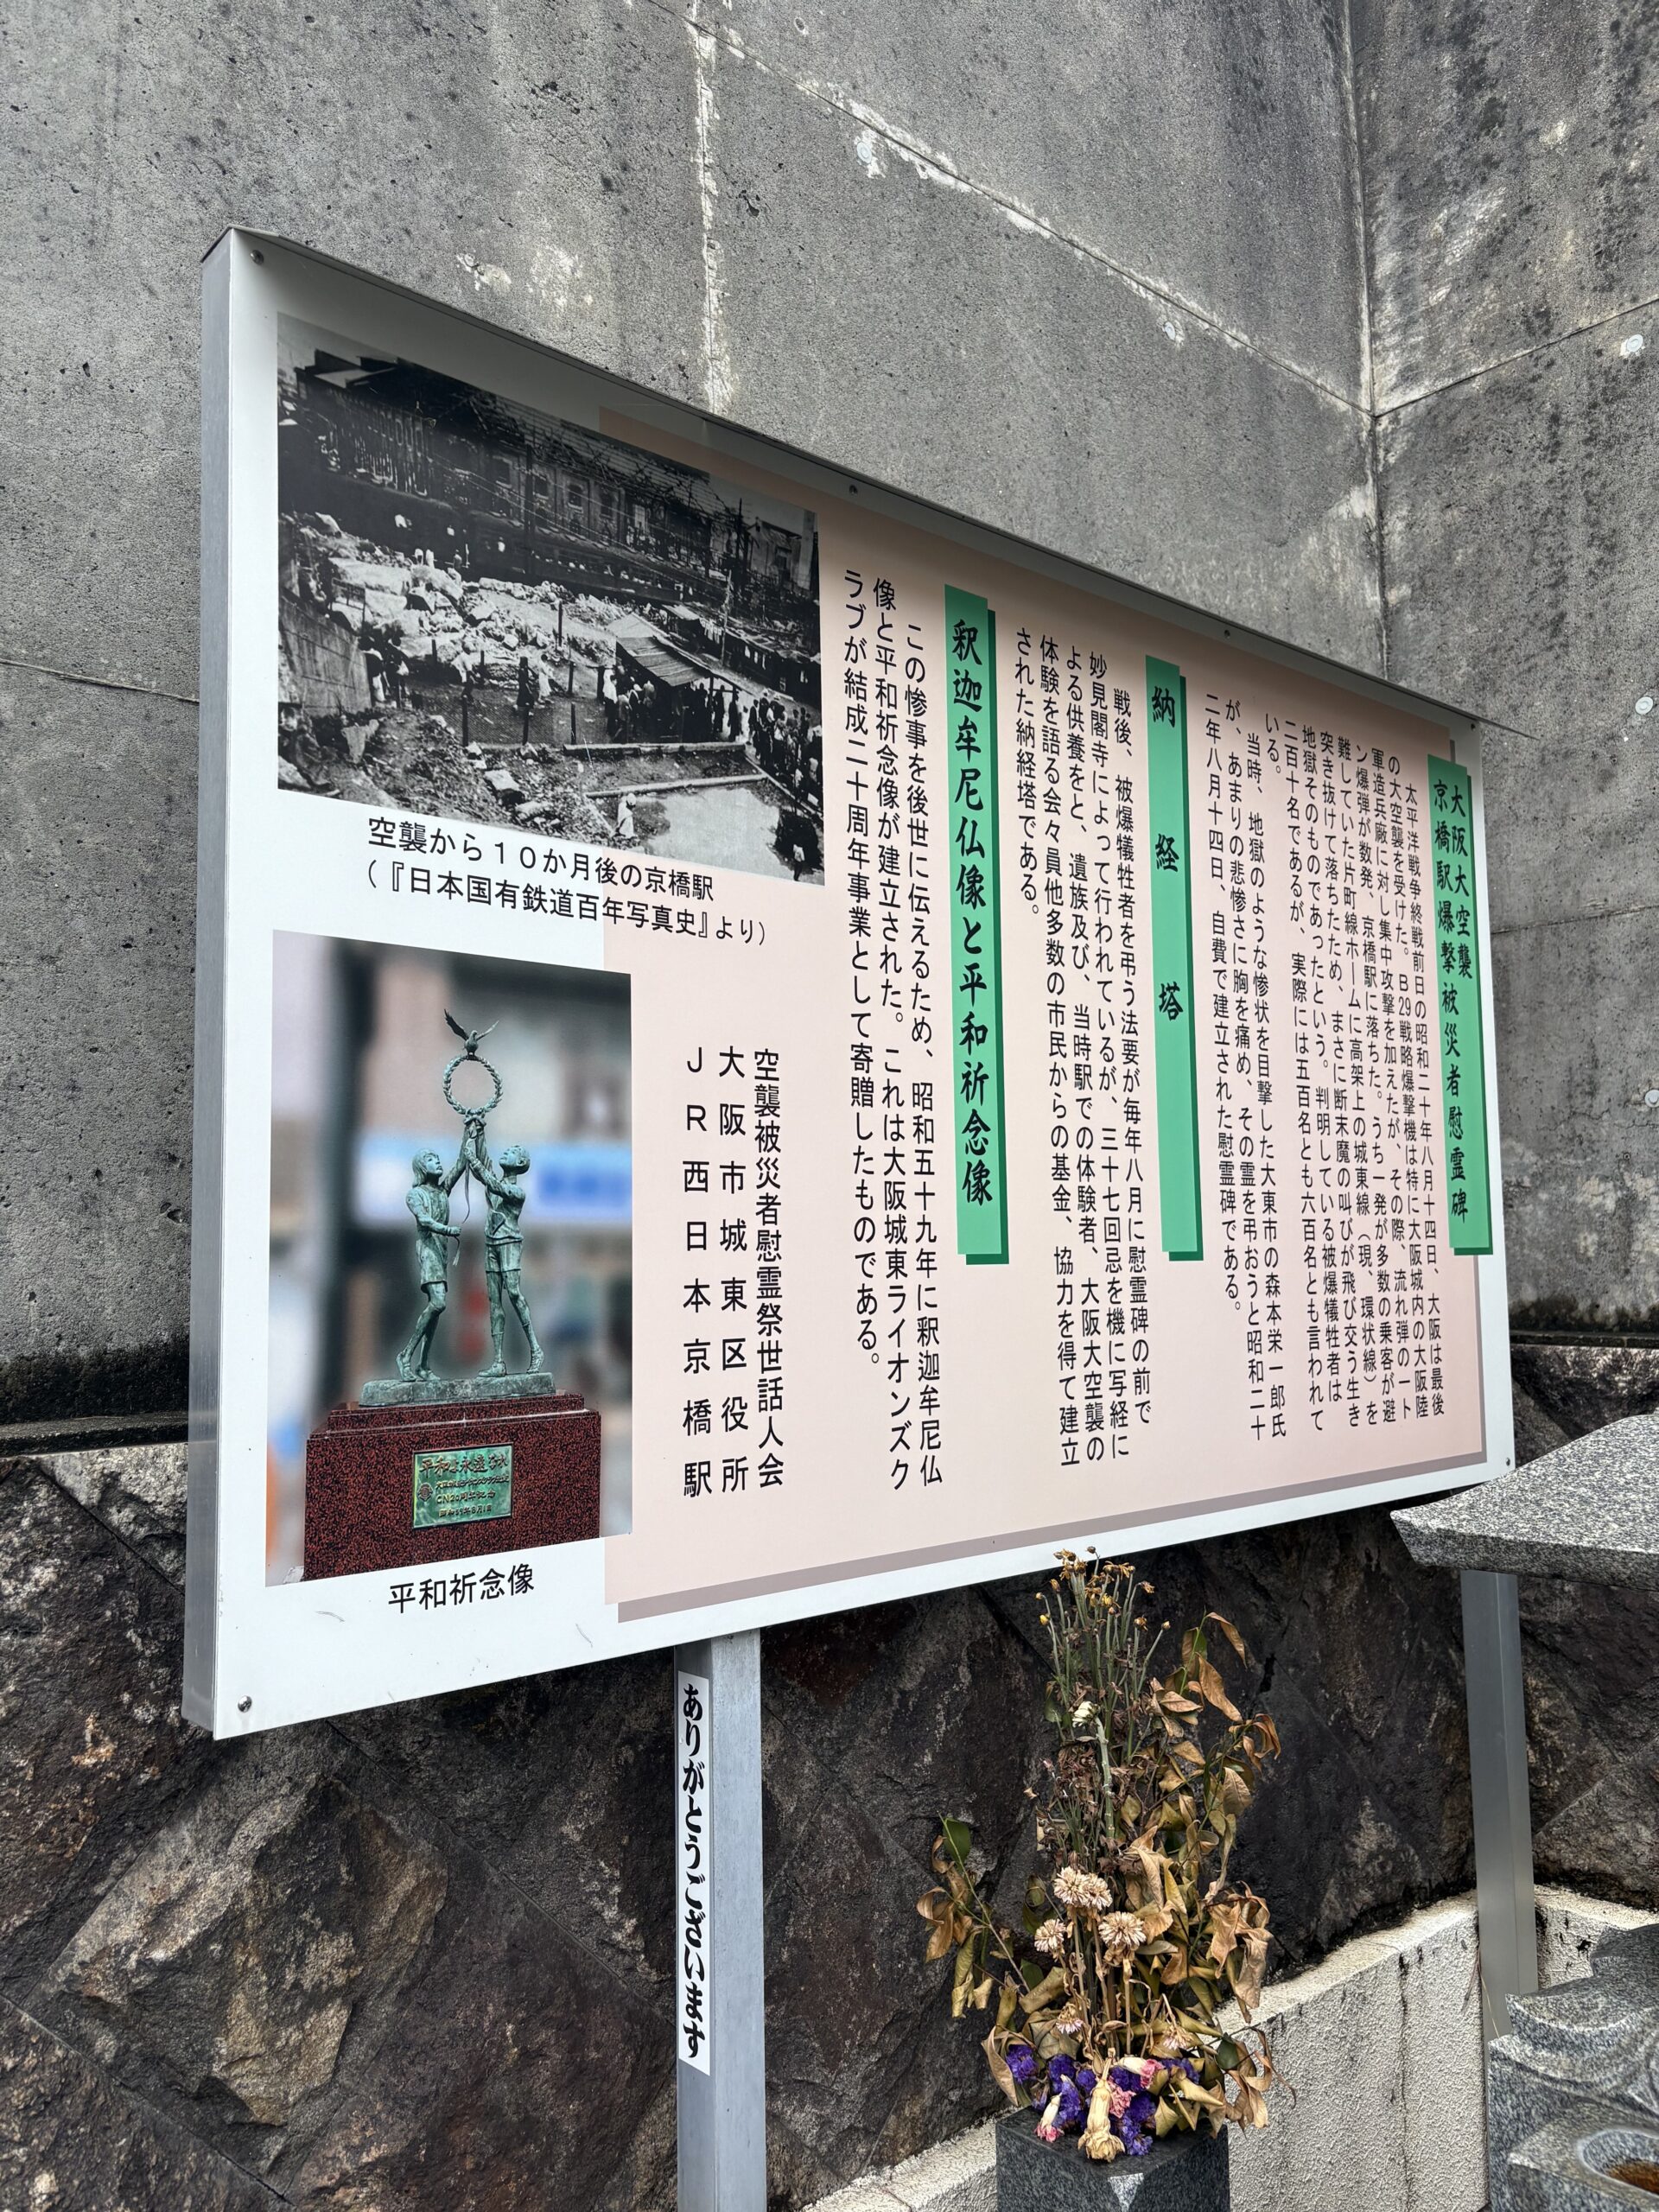 大阪大空襲
京橋駅爆撃被災者慰霊碑
太平洋戦争終戦前日の昭和二十年八月十四日、大阪は最後
の大空襲を受けた。B29戦略爆撃機は特に大阪城内の大阪陸
軍造兵廠に対し集中攻撃を加えたが、その際、流れ弾の一ト
ン爆弾が数発、京橋駅に落ちた。うち一発が多数の乗客が避
難していた片町線ホームに高架上の城東線（現、環状線）を
突き抜けて落ちたため、まさに断末魔の叫びが飛び交う生き
地獄そのものであったという。判明している被爆犠牲者は
二百十名であるが、実際には五百名とも六百名とも言われて
いる。
当時、地獄のような惨状を目撃した大東市の森本栄一郎氏
が、あまりの悲惨さに胸を痛め、その霊を弔おうと昭和二十
二年八月十四日、自費で建立された慰霊碑である。
納経塔
戦後、被爆犠牲者を弔う法要が毎年八月に慰霊碑の前で
妙見閣寺によって行われているが、三十七回忌を機に写経に
よる供養をと、遺族及び、当時駅での体験者、大阪大空襲の
体験を語る会々員他多数の市民からの基金、協力を得て建立
された納経塔である。
釈迦牟尼仏像と平和祈念像
この惨事を後世に伝えるため、昭和五十九年に釈迦牟尼仏
像と平和祈念像が建立された。これは大阪城東ライオンズク
ラブが結成二十周年事業として寄贈したものである。
空襲被災者慰霊祭世話人会
大阪市城東区役所
JR西日本京橋駅
空襲から１０か月後の京橋駅
（『日本国有鉄道百年写真史』より）
平和祈念像
ありがとうございます